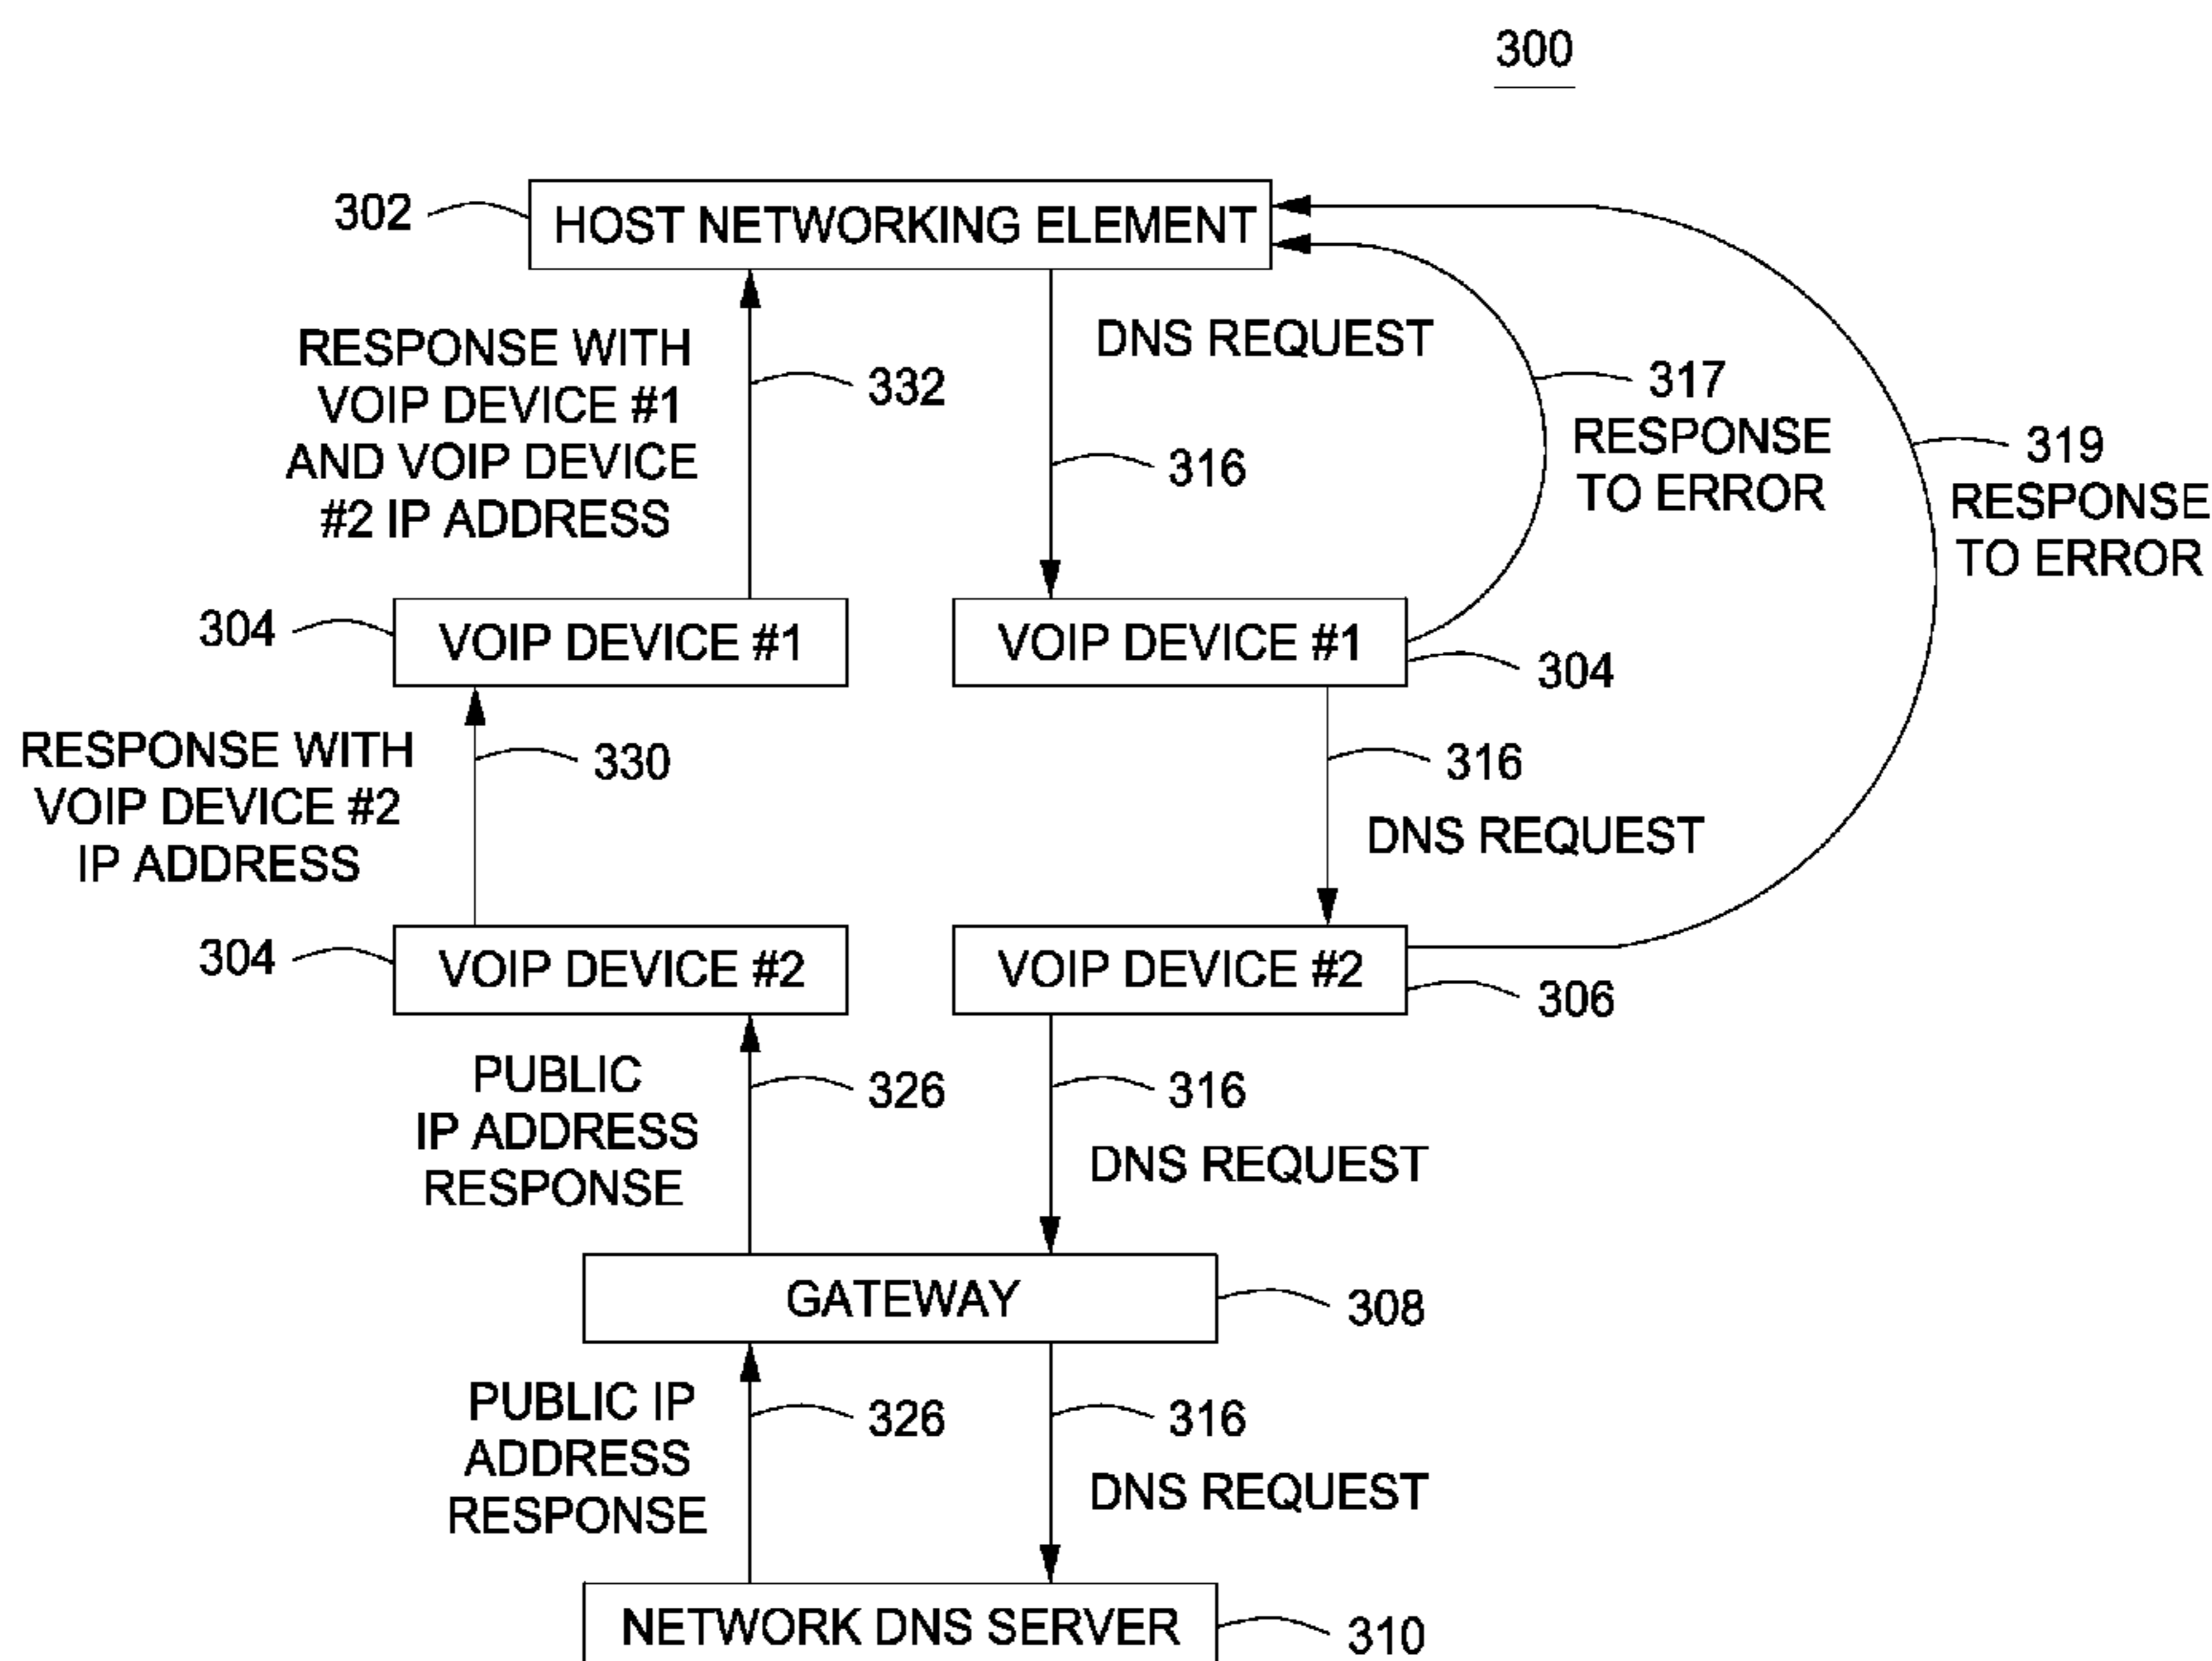 300
302
HOST NETWORKING ELEMENT
RESPONSE WITH
VOIP DEVICE #1
AND VOIP DEVICE
#2 IP ADDRESS
332
DNS REQUEST
316
317
RESPONSE
TO ERROR
319
RESPONSE
TO ERROR
304
VOIP DEVICE #1
VOIP DEVICE #1
304
RESPONSE WITH
VOIP DEVICE #2
IP ADDRESS
330
316
DNS REQUEST
304
VOIP DEVICE #2
VOIP DEVICE #2
306
PUBLIC
IP ADDRESS
RESPONSE
326
316
DNS REQUEST
GATEWAY
308
PUBLIC IP
ADDRESS
RESPONSE
326
316
DNS REQUEST
NETWORK DNS SERVER
310